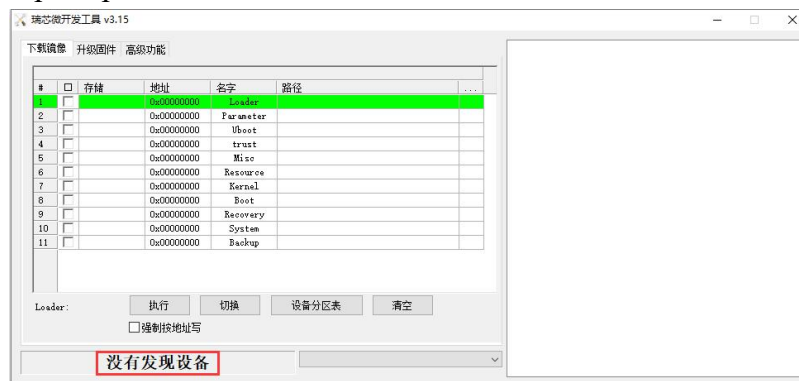 瑞芯微开发工具 v3.15
下载镜像 升级固件 高级功能
# 存储 地址 名字 路径 ...
1 0x00000000 Loader
2 0x00000000 Parameter
3 0x00000000 Uboot
4 0x00000000 trust
5 0x00000000 Misc
6 0x00000000 Resource
7 0x00000000 Kernel
8 0x00000000 Boot
9 0x00000000 Recovery
10 0x00000000 System
11 0x00000000 Backup
Loader: 执行 切换 设备分区表 清空
强制按地址写
没有发现设备